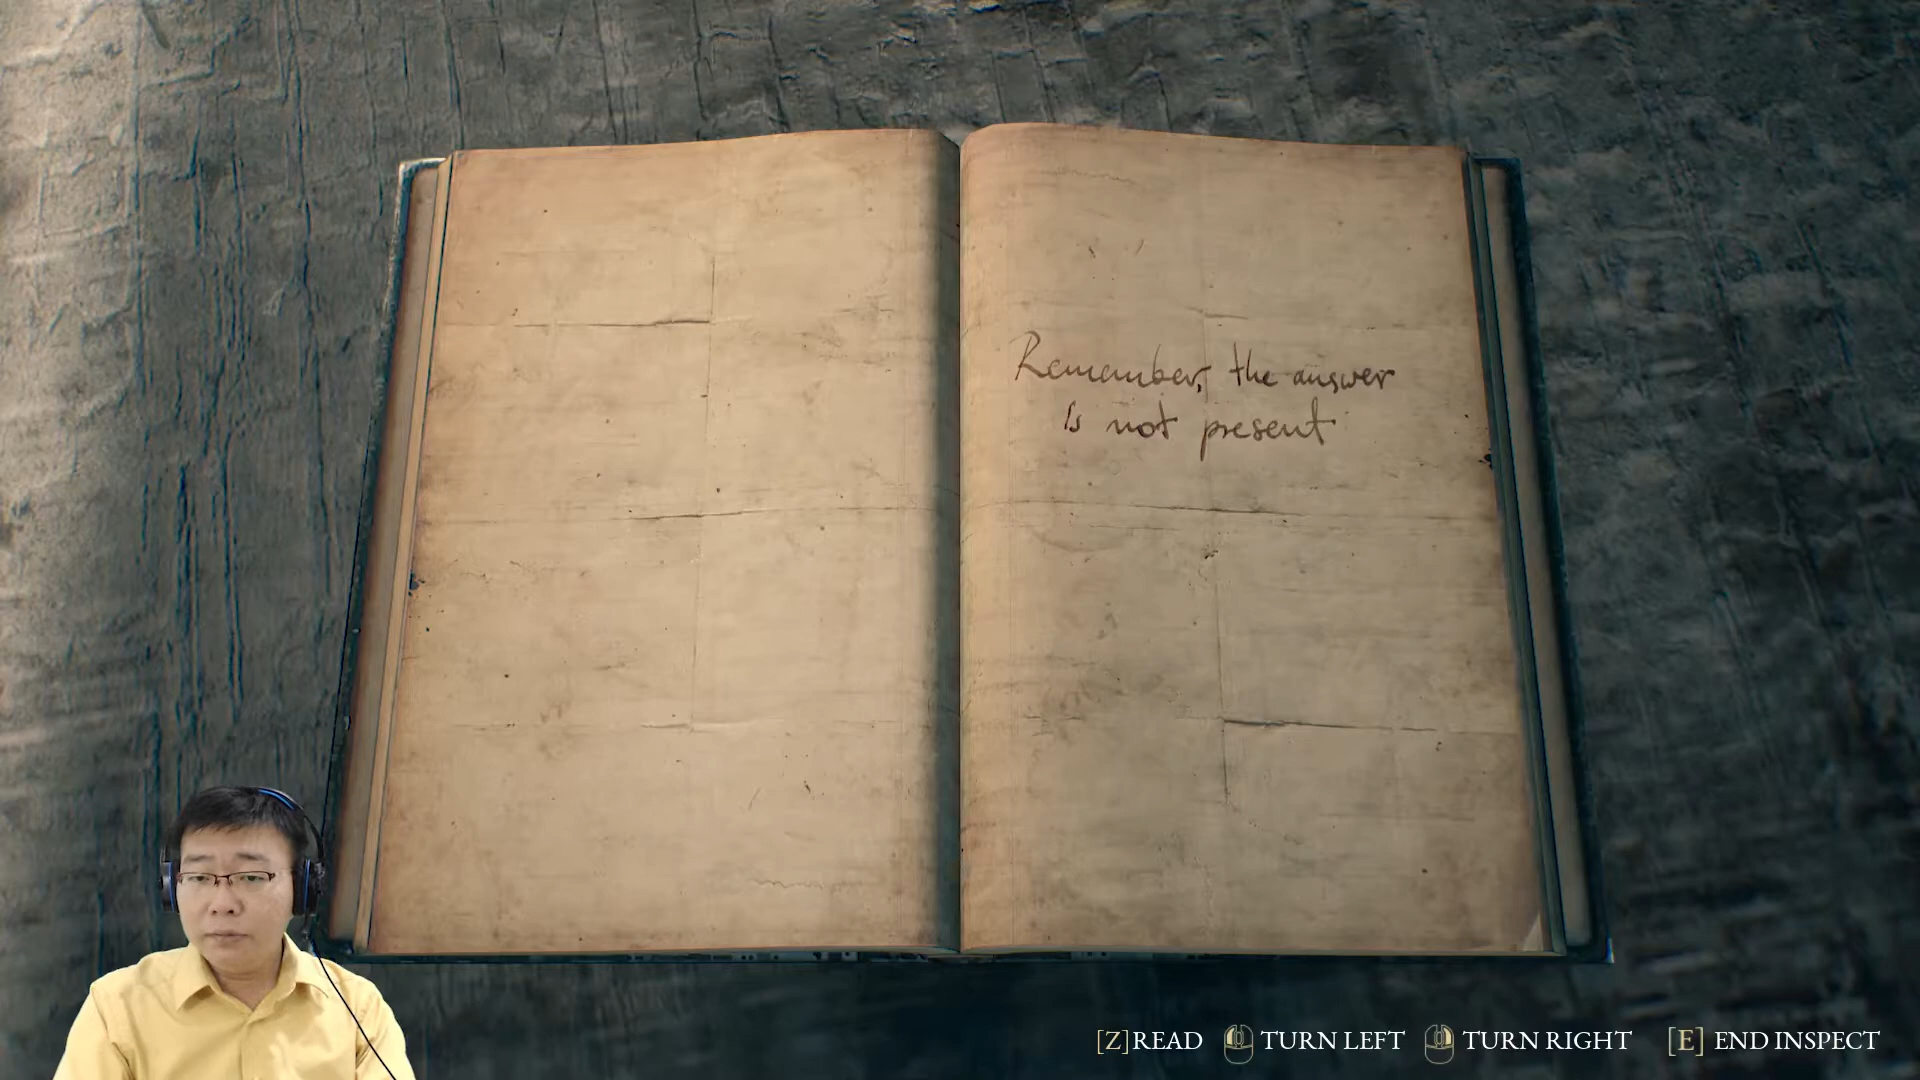 Remember, the answer
is not present
[Z] READ TURN LEFT TURN RIGHT [E] END INSPECT